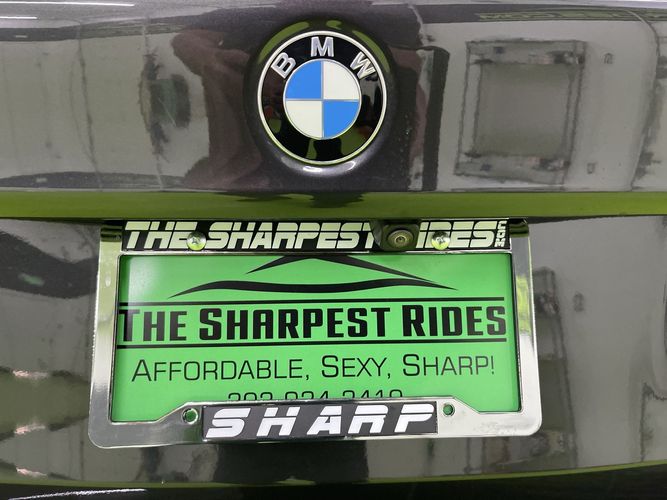 BMW
THE SHARPEST RIDES
THE SHARPEST RIDES
AFFORDABLE, SEXY, SHARP!
SHARP